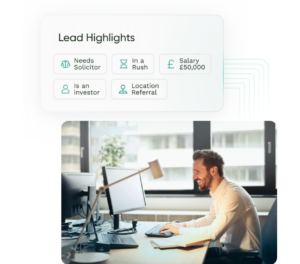 Lead Highlights
Needs
Solicitor
In a
Rush
£ Salary
£50,000
Is an
investor
Location
Referral